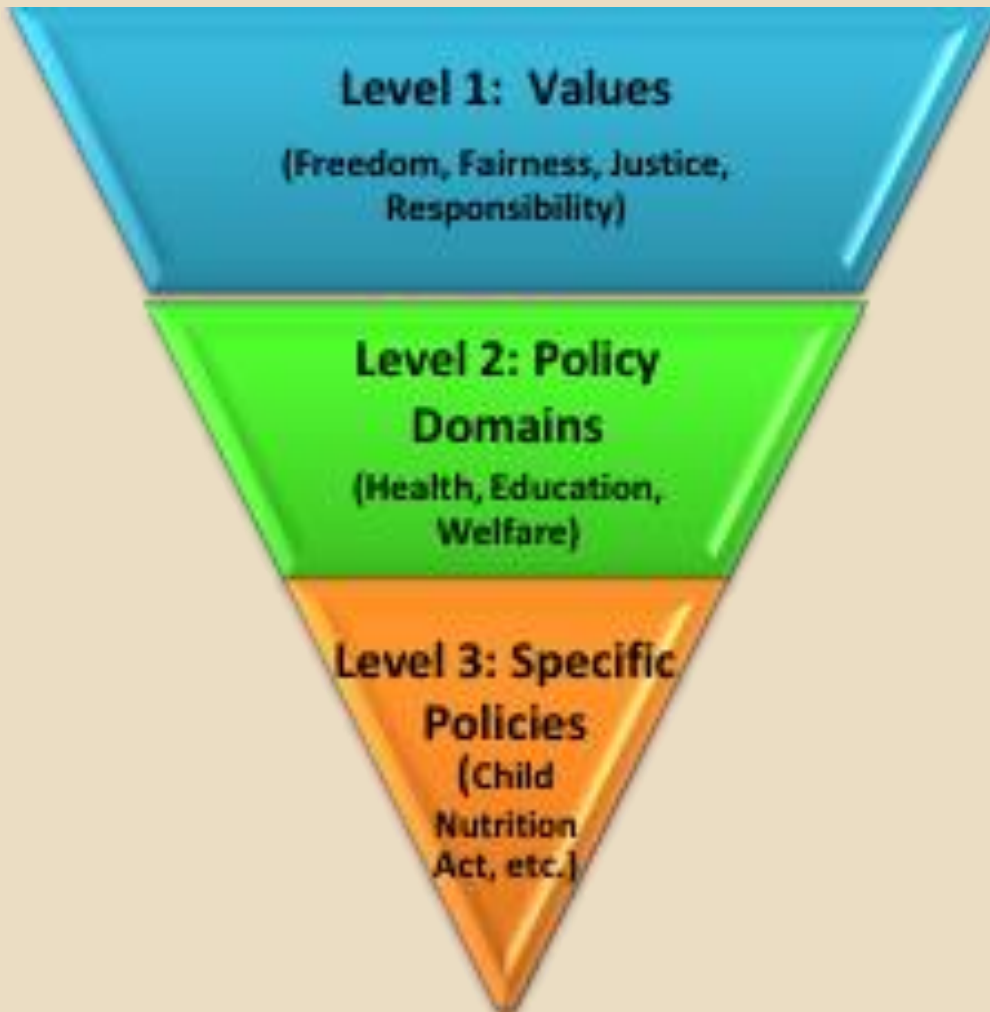 Level 1:  Values
(Freedom, Fairness, Justice,
Responsibility)
Level 2: Policy
Domains
(Health, Education,
Welfare)
Level 3: Specific
Policies
(Child
Nutrition
Act, etc.)